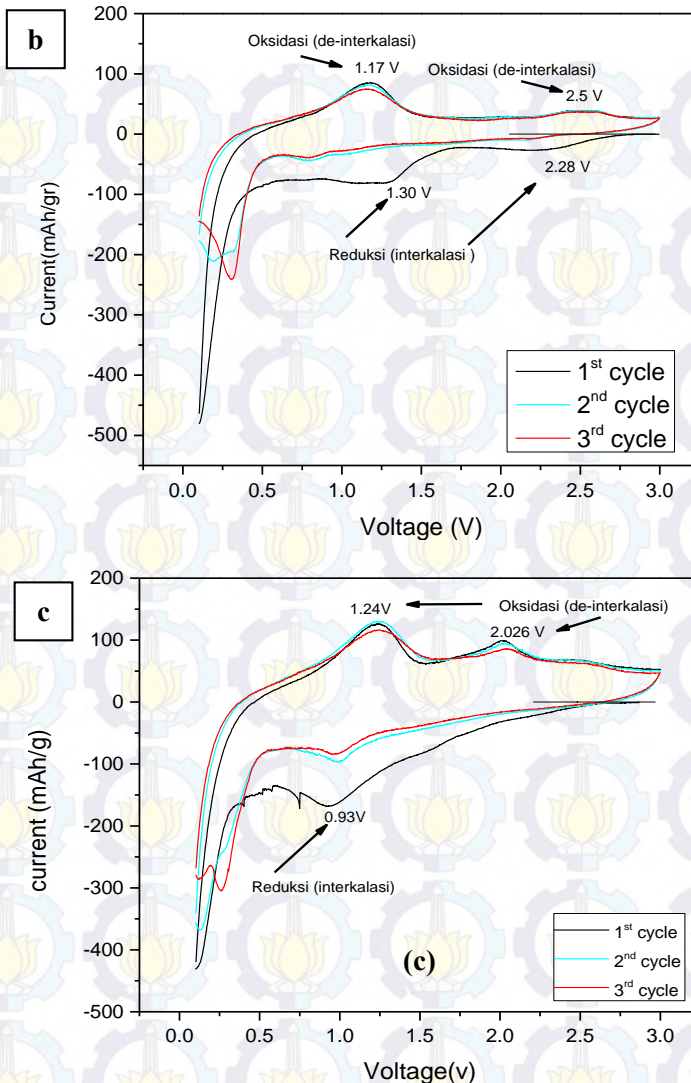 b
200
100
0
-100
-200
-300
-400
-500
Current(mAh/gr)
Oksidasi (de-interkalasi)
1.17 V
Oksidasi (de-interkalasi)
2.5 V
2.28 V
1.30 V
Reduksi (interkalasi )
1st cycle
2nd cycle
3rd cycle
0.0 0.5 1.0 1.5 2.0 2.5 3.0
Voltage (V)
c
200
100
0
-100
-200
-300
-400
-500
current (mAh/g)
1.24V
Oksidasi (de-interkalasi)
2.026 V
0.93V
Reduksi (interkalasi)
(c)
1st cycle
2nd cycle
3rd cycle
0.0 0.5 1.0 1.5 2.0 2.5 3.0
Voltage(v)